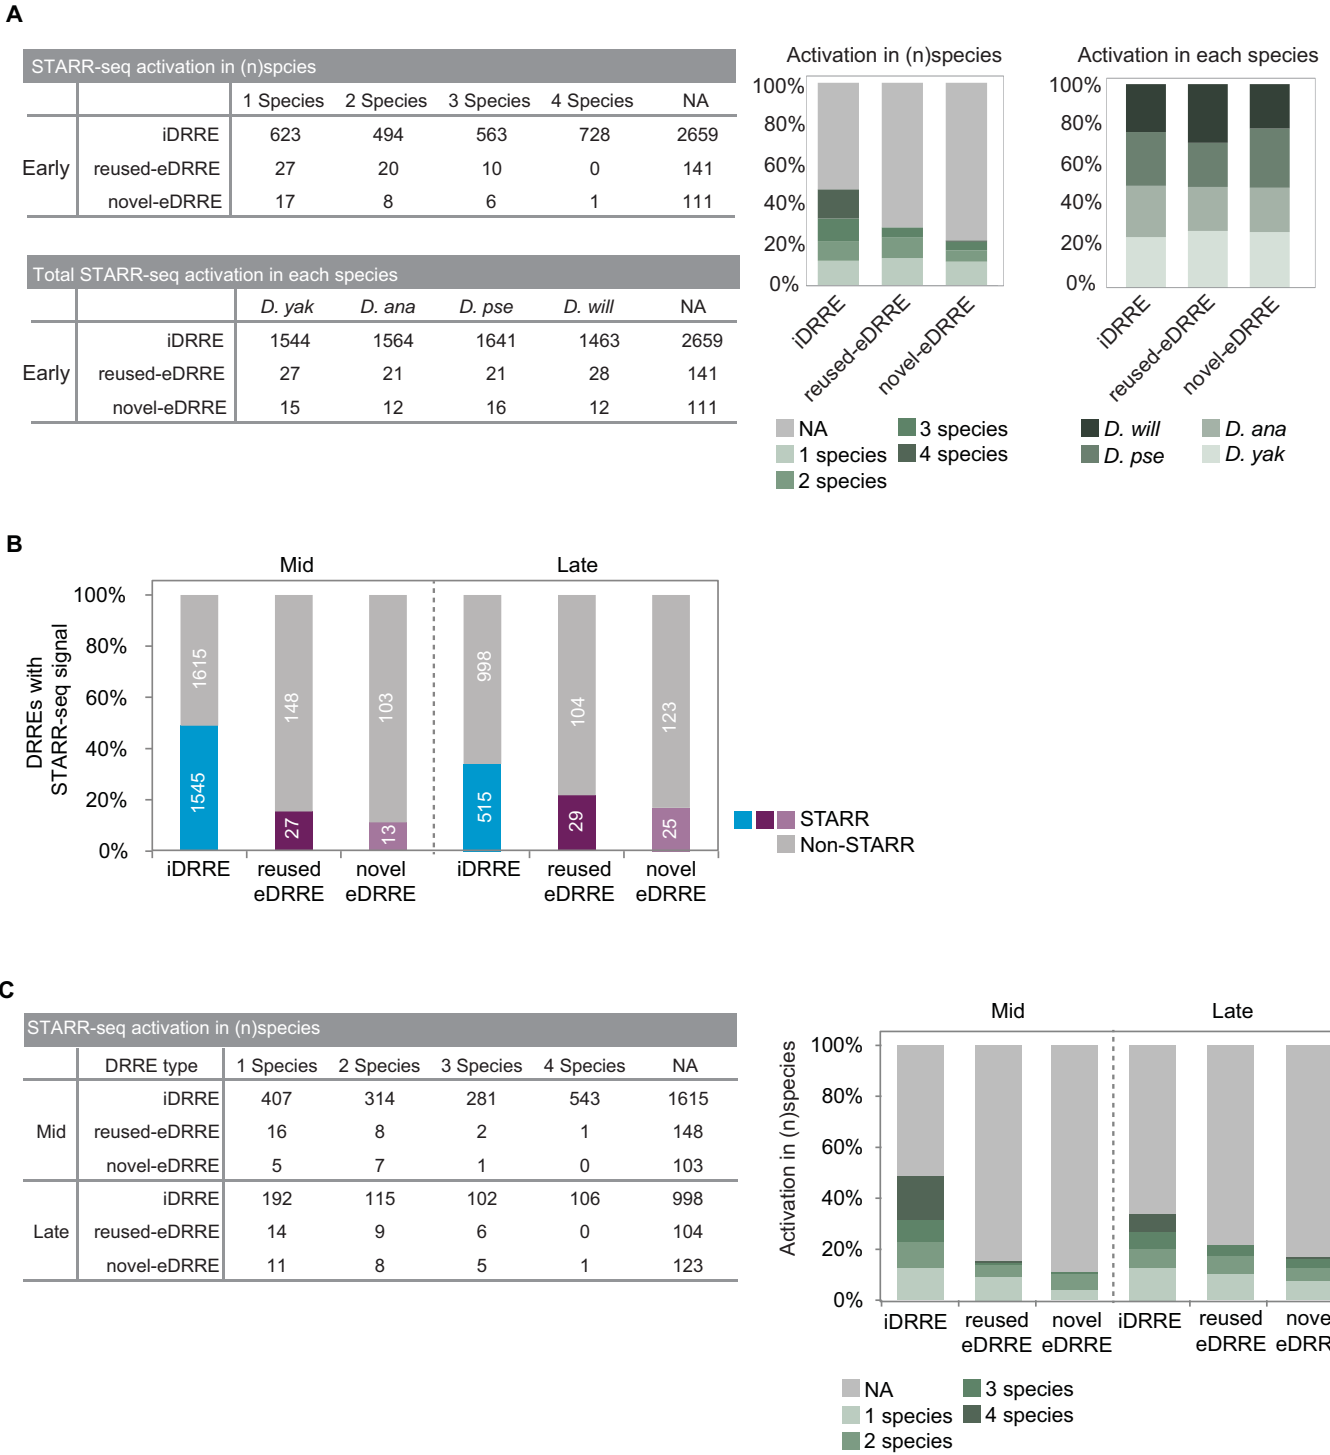 A
STARR-seq activation in (n)spcies
1 Species 2 Species 3 Species 4 Species NA
Early
iDRRE 623 494 563 728 2659
reused-eDRRE 27 20 10 0 141
novel-eDRRE 17 8 6 1 111
Total STARR-seq activation in each species
D. yak D. ana D. pse D. will NA
Early
iDRRE 1544 1564 1641 1463 2659
reused-eDRRE 27 21 21 28 141
novel-eDRRE 15 12 16 12 111
Activation in (n)species
100%
80%
60%
40%
20%
0%
iDRRE
reused-eDRRE
novel-eDRRE
NA
1 species
2 species
3 species
4 species
Activation in each species
100%
80%
60%
40%
20%
0%
iDRRE
reused-eDRRE
novel-eDRRE
D. will
D. pse
D. ana
D. yak
B
Mid Late
DRREs with
STARR-seq signal
100%
80%
60%
40%
20%
0%
1615
1545
148
27
103
13
998
515
104
29
123
25
iDRRE reused novel iDRRE reused novel
eDRRE eDRRE eDRRE eDRRE
STARR
Non-STARR
C
STARR-seq activation in (n)species
DRRE type 1 Species 2 Species 3 Species 4 Species NA
Mid
iDRRE 407 314 281 543 1615
reused-eDRRE 16 8 2 1 148
novel-eDRRE 5 7 1 0 103
Late
iDRRE 192 115 102 106 998
reused-eDRRE 14 9 6 0 104
novel-eDRRE 11 8 5 1 123
Mid Late
Activation in (n)species
100%
80%
60%
40%
20%
0%
iDRRE reused novel iDRRE reused nove
eDRRE eDRRE eDRRE eDRR
NA
1 species
2 species
3 species
4 species